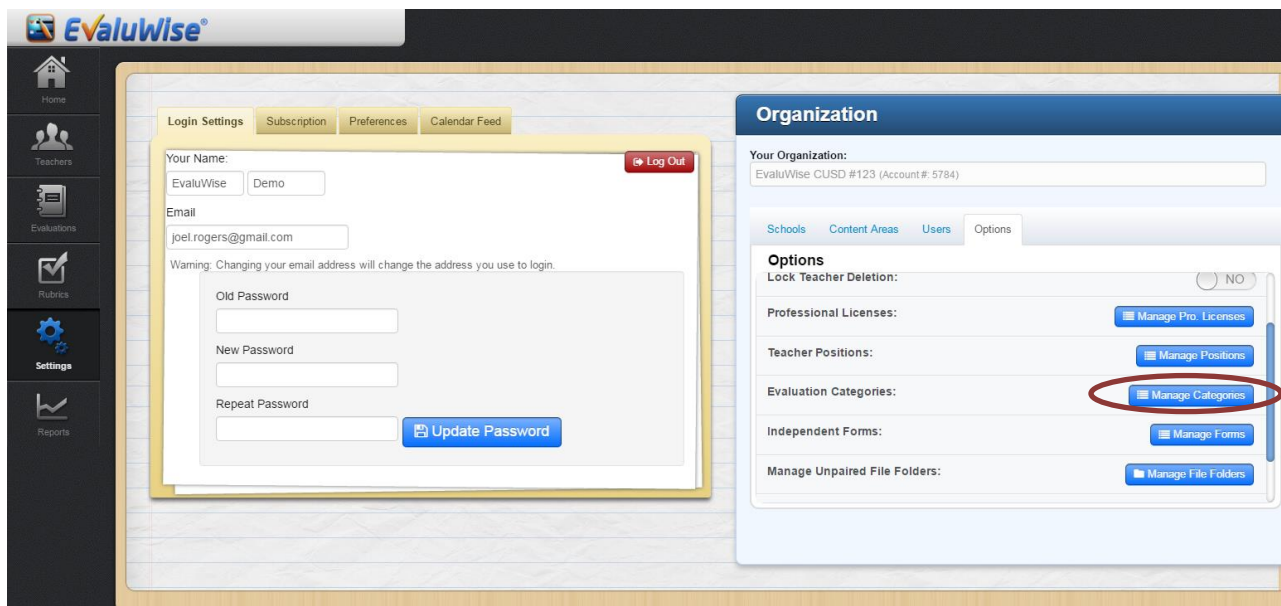 EvaluWise®
Home
Teachers
Evaluations
Rubrics
Settings
Reports
Login Settings Subscription Preferences Calendar Feed
Your Name:
Log Out
EvaluWise Demo
Email
joel.rogers@gmail.com
Warning: Changing your email address will change the address you use to login.
Old Password
New Password
Repeat Password
Update Password
Organization
Your Organization:
EvaluWise CUSD #123 (Account#: 5784)
Schools Content Areas Users Options
Options
Lock Teacher Deletion: NO
Professional Licenses: Manage Pro. Licenses
Teacher Positions: Manage Positions
Evaluation Categories: Manage Categories
Independent Forms: Manage Forms
Manage Unpaired File Folders: Manage File Folders